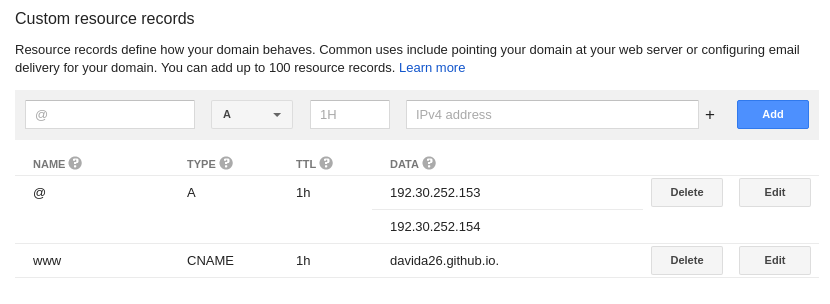 Custom resource records
Resource records define how your domain behaves. Common uses include pointing your domain at your web server or configuring email
delivery for your domain. You can add up to 100 resource records. Learn more
@ A 1H IPv4 address + Add
NAME ? TYPE ? TTL ? DATA ?
@ A 1h 192.30.252.153 Delete Edit
192.30.252.154
www CNAME 1h davida26.github.io. Delete Edit